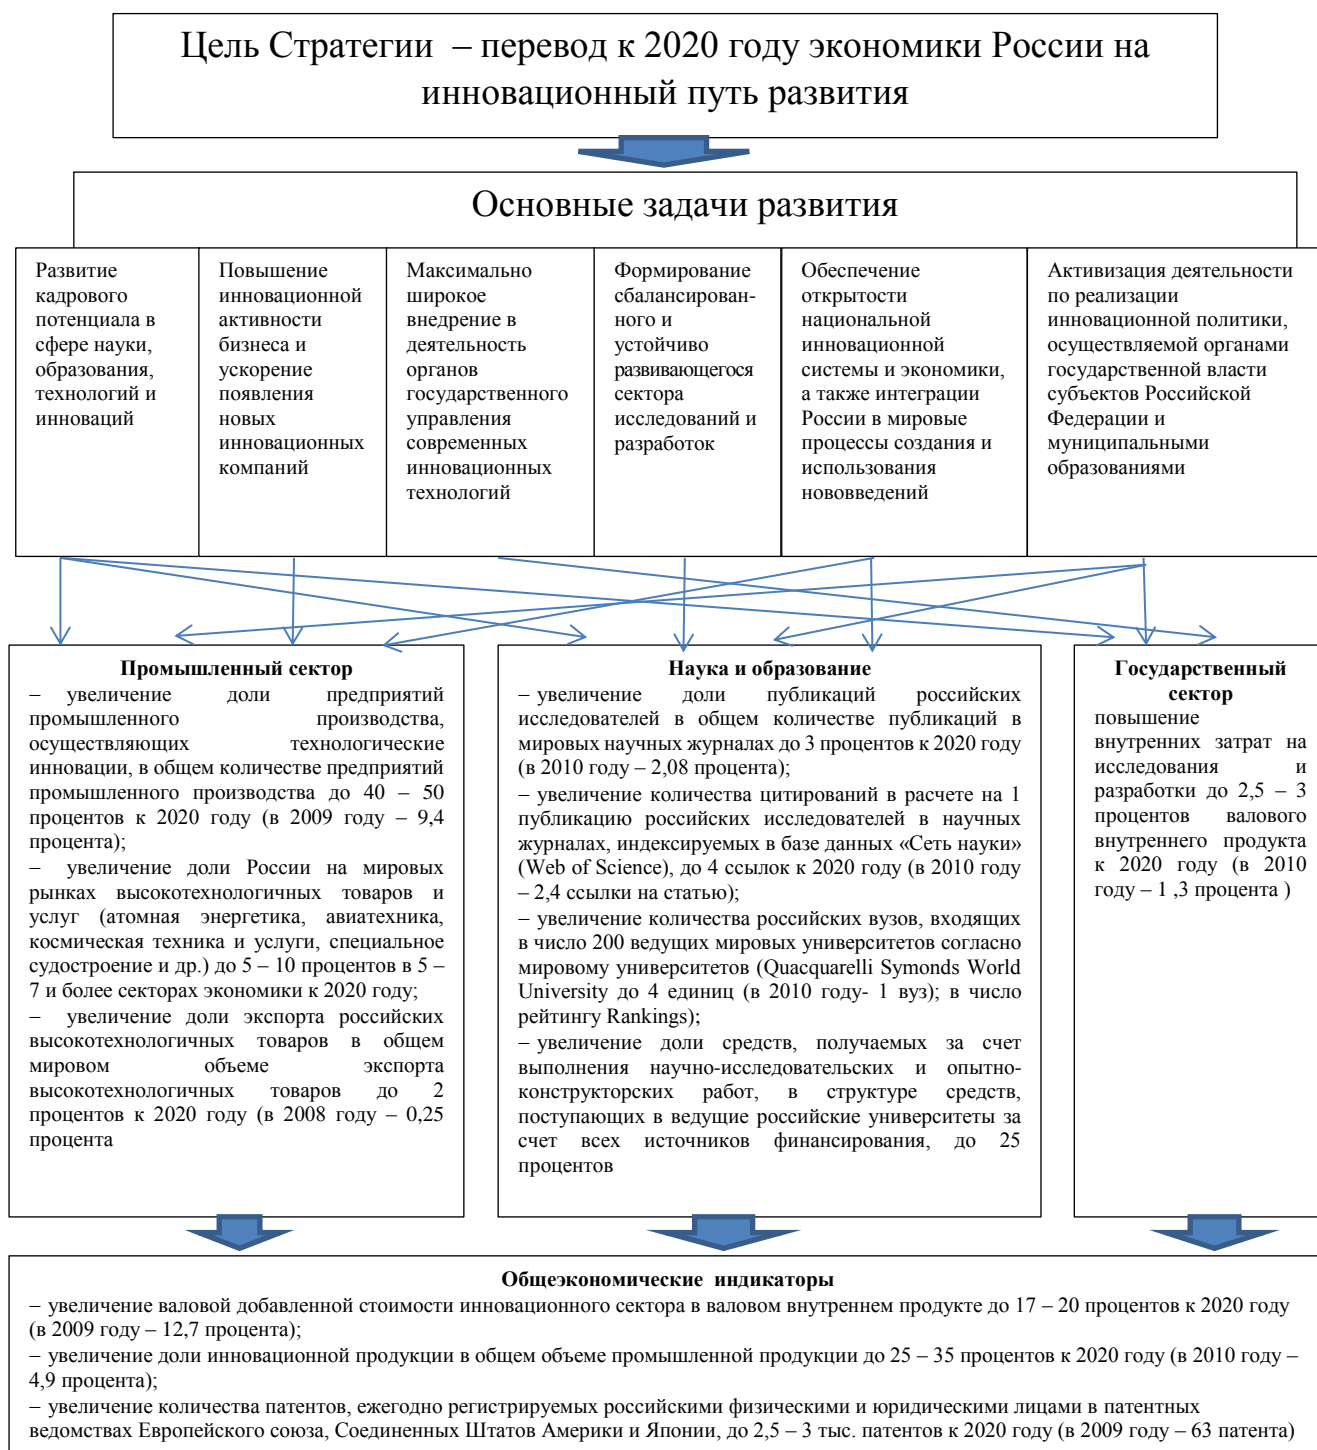 Цель Стратегии – перевод к 2020 году экономики России на
инновационный путь развития
Основные задачи развития
Развитие
кадрового
потенциала в
сфере науки,
образования,
технологий и
инноваций
Повышение
инновационной
активности
бизнеса и
ускорение
появления
новых
инновационных
компаний
Максимально
широкое
внедрение в
деятельность
органов
государственного
управления
современных
инновационных
технологий
Формирование
сбалансирован-
ного и
устойчиво
развивающегося
сектора
исследований и
разработок
Обеспечение
открытости
национальной
инновационной
системы и экономики,
а также интеграции
России в мировые
процессы создания и
использования
нововведений
Активизация деятельности
по реализации
инновационной политики,
осуществляемой органами
государственной власти
субъектов Российской
Федерации и
муниципальными
образованиями
Промышленный сектор
– увеличение доли предприятий
промышленного производства,
осуществляющих технологические
инновации, в общем количестве предприятий
промышленного производства до 40 – 50
процентов к 2020 году (в 2009 году – 9,4
процента);
– увеличение доли России на мировых
рынках высокотехнологичных товаров и
услуг (атомная энергетика, авиатехника,
космическая техника и услуги, специальное
судостроение и др.) до 5 – 10 процентов в 5 –
7 и более секторах экономики к 2020 году;
– увеличение доли экспорта российских
высокотехнологичных товаров в общем
мировом объеме экспорта
высокотехнологичных товаров до 2
процентов к 2020 году (в 2008 году – 0,25
процента
Наука и образование
– увеличение доли публикаций российских
исследователей в общем количестве публикаций в
мировых научных журналах до 3 процентов к 2020 году
(в 2010 году – 2,08 процента);
– увеличение количества цитирований в расчете на 1
публикацию российских исследователей в научных
журналах, индексируемых в базе данных «Сеть науки»
(Web of Science), до 4 ссылок к 2020 году (в 2010 году
– 2,4 ссылки на статью);
– увеличение количества российских вузов, входящих
в число 200 ведущих мировых университетов согласно
мировому университетов (Quacquarelli Symonds World
University до 4 единиц (в 2010 году- 1 вуз); в число
рейтингу Rankings);
– увеличение доли средств, получаемых за счет
выполнения научно-исследовательских и опытно-
конструкторских работ, в структуре средств,
поступающих в ведущие российские университеты за
счет всех источников финансирования, до 25
процентов
Государственный
сектор
повышение
внутренних затрат на
исследования и
разработки до 2,5 – 3
процентов валового
внутреннего продукта
к 2020 году (в 2010
году – 1 ,3 процента )
Общеэкономические индикаторы
– увеличение валовой добавленной стоимости инновационного сектора в валовом внутреннем продукте до 17 – 20 процентов к 2020 году
(в 2009 году – 12,7 процента);
– увеличение доли инновационной продукции в общем объеме промышленной продукции до 25 – 35 процентов к 2020 году (в 2010 году –
4,9 процента);
– увеличение количества патентов, ежегодно регистрируемых российскими физическими и юридическими лицами в патентных
ведомствах Европейского союза, Соединенных Штатов Америки и Японии, до 2,5 – 3 тыс. патентов к 2020 году (в 2009 году – 63 патента)